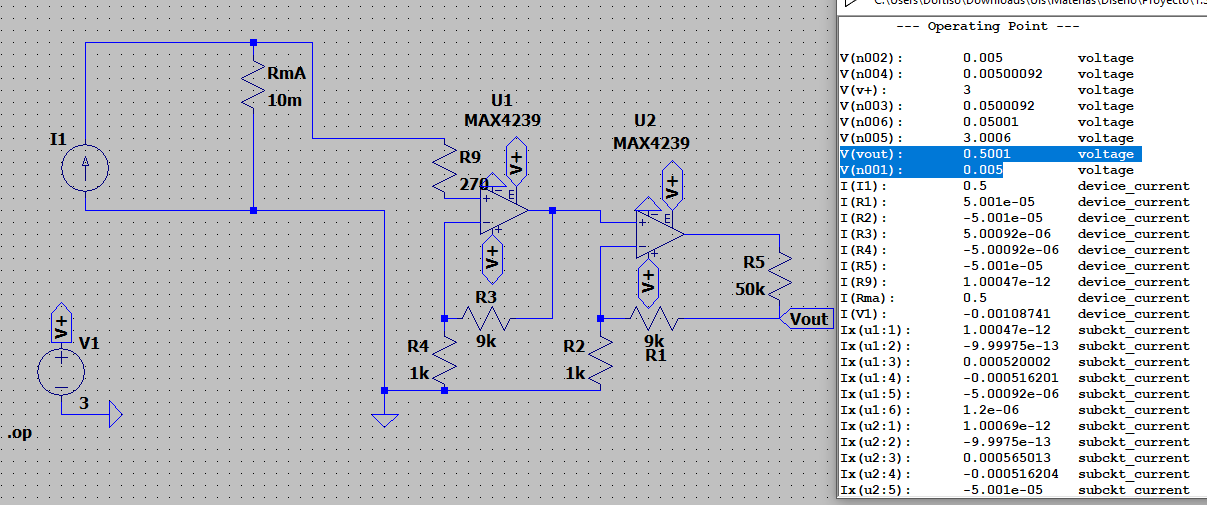 C:\Users\Dortiso\Downloads\Uis\Materias\Diseño\Proyecto\1.5
--- Operating Point ---
V(n002): 0.005 voltage
V(n004): 0.00500092 voltage
V(v+): 3 voltage
V(n003): 0.0500092 voltage
V(n006): 0.05001 voltage
V(n005): 3.0006 voltage
V(vout): 0.5001 voltage
V(n001): 0.005 voltage
I(I1): 0.5 device_current
I(R1): 5.001e-05 device_current
I(R2): -5.001e-05 device_current
I(R3): 5.00092e-06 device_current
I(R4): -5.00092e-06 device_current
I(R5): -5.001e-05 device_current
I(R9): 1.00047e-12 device_current
I(Rma): 0.5 device_current
I(V1): -0.00108741 device_current
Ix(u1:1): 1.00047e-12 subckt_current
Ix(u1:2): -9.99975e-13 subckt_current
Ix(u1:3): 0.000520002 subckt_current
Ix(u1:4): -0.000516201 subckt_current
Ix(u1:5): -5.00092e-06 subckt_current
Ix(u1:6): 1.2e-06 subckt_current
Ix(u2:1): 1.00069e-12 subckt_current
Ix(u2:2): -9.9975e-13 subckt_current
Ix(u2:3): 0.000565013 subckt_current
Ix(u2:4): -0.000516204 subckt_current
Ix(u2:5): -5.001e-05 subckt_current
RmA
10m
I1
U1
MAX4239
U2
MAX4239
R9
270
V+
E
V+
V+
E
V+
R3
9k
R4
1k
R5
50k
Vout
R2
1k
9k
R1
V+
V1
3
.op